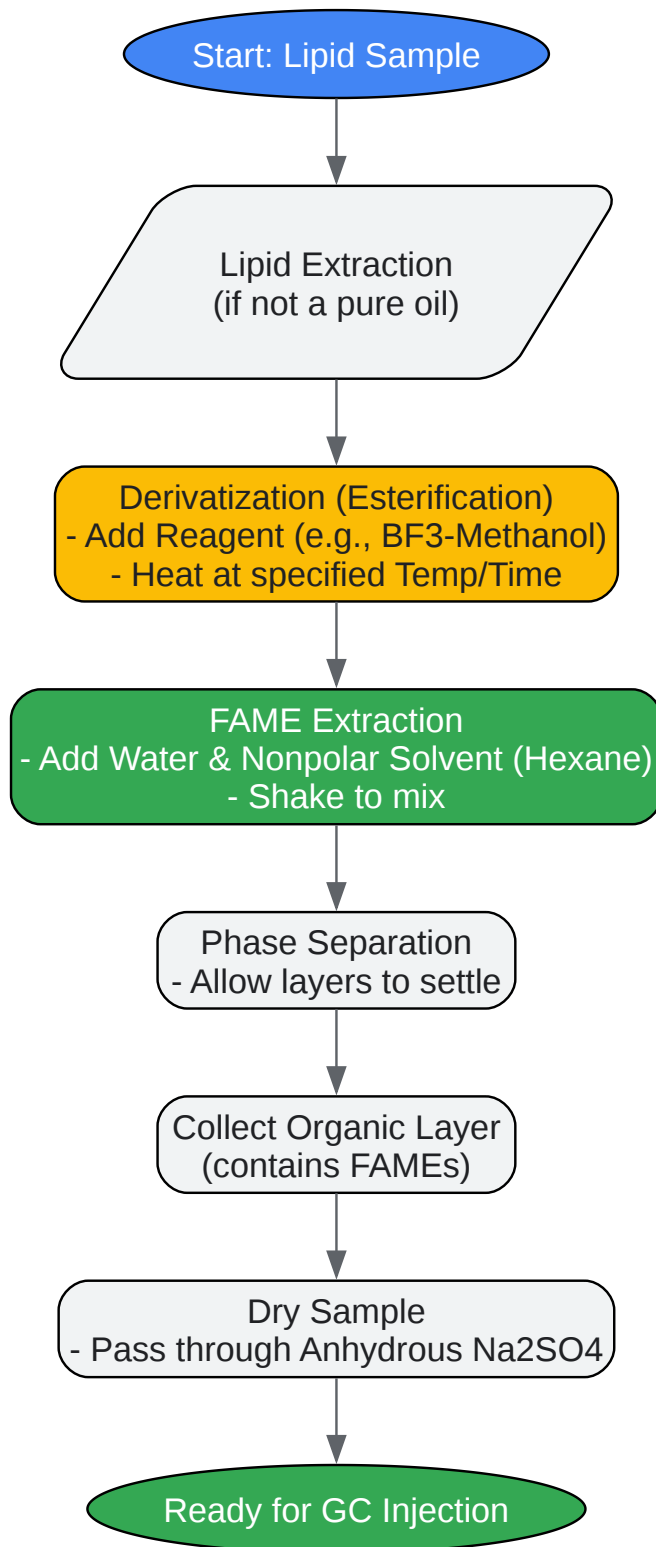 Start: Lipid Sample
Lipid Extraction
(if not a pure oil)
Derivatization (Esterification)
- Add Reagent (e.g., BF3-Methanol)
- Heat at specified Temp/Time
FAME Extraction
- Add Water & Nonpolar Solvent (Hexane)
- Shake to mix
Phase Separation
- Allow layers to settle
Collect Organic Layer
(contains FAMEs)
Dry Sample
- Pass through Anhydrous Na2SO4
Ready for GC Injection